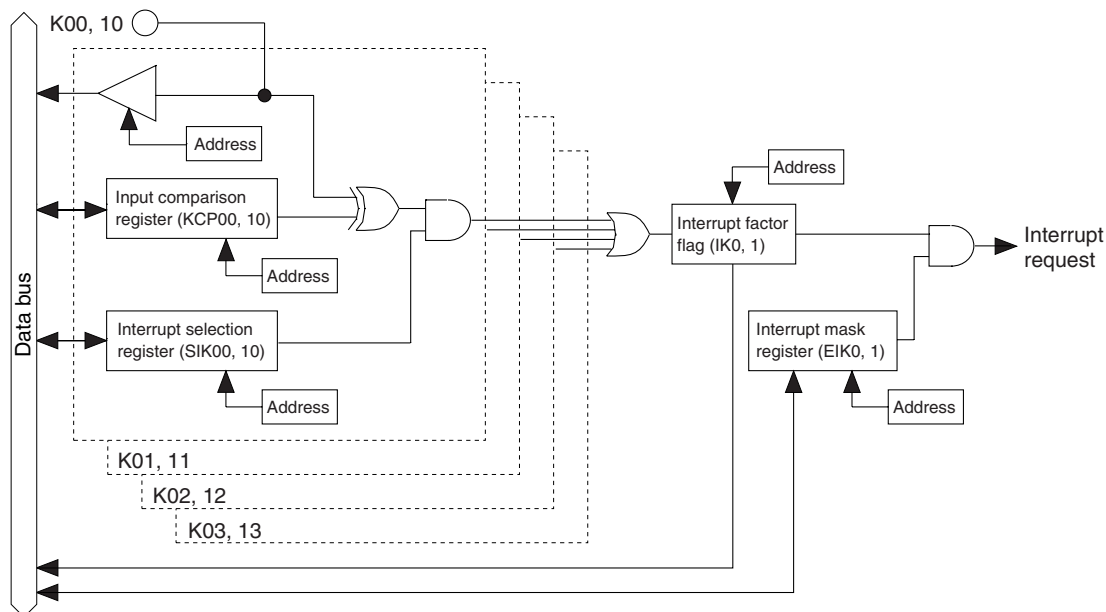 K00, 10
Address
Input comparison
register (KCP00, 10)
Address
Interrupt selection
register (SIK00, 10)
Address
Data bus
K01, 11
K02, 12
K03, 13
Address
Interrupt factor
flag (IK0, 1)
Interrupt
request
Interrupt mask
register (EIK0, 1)
Address